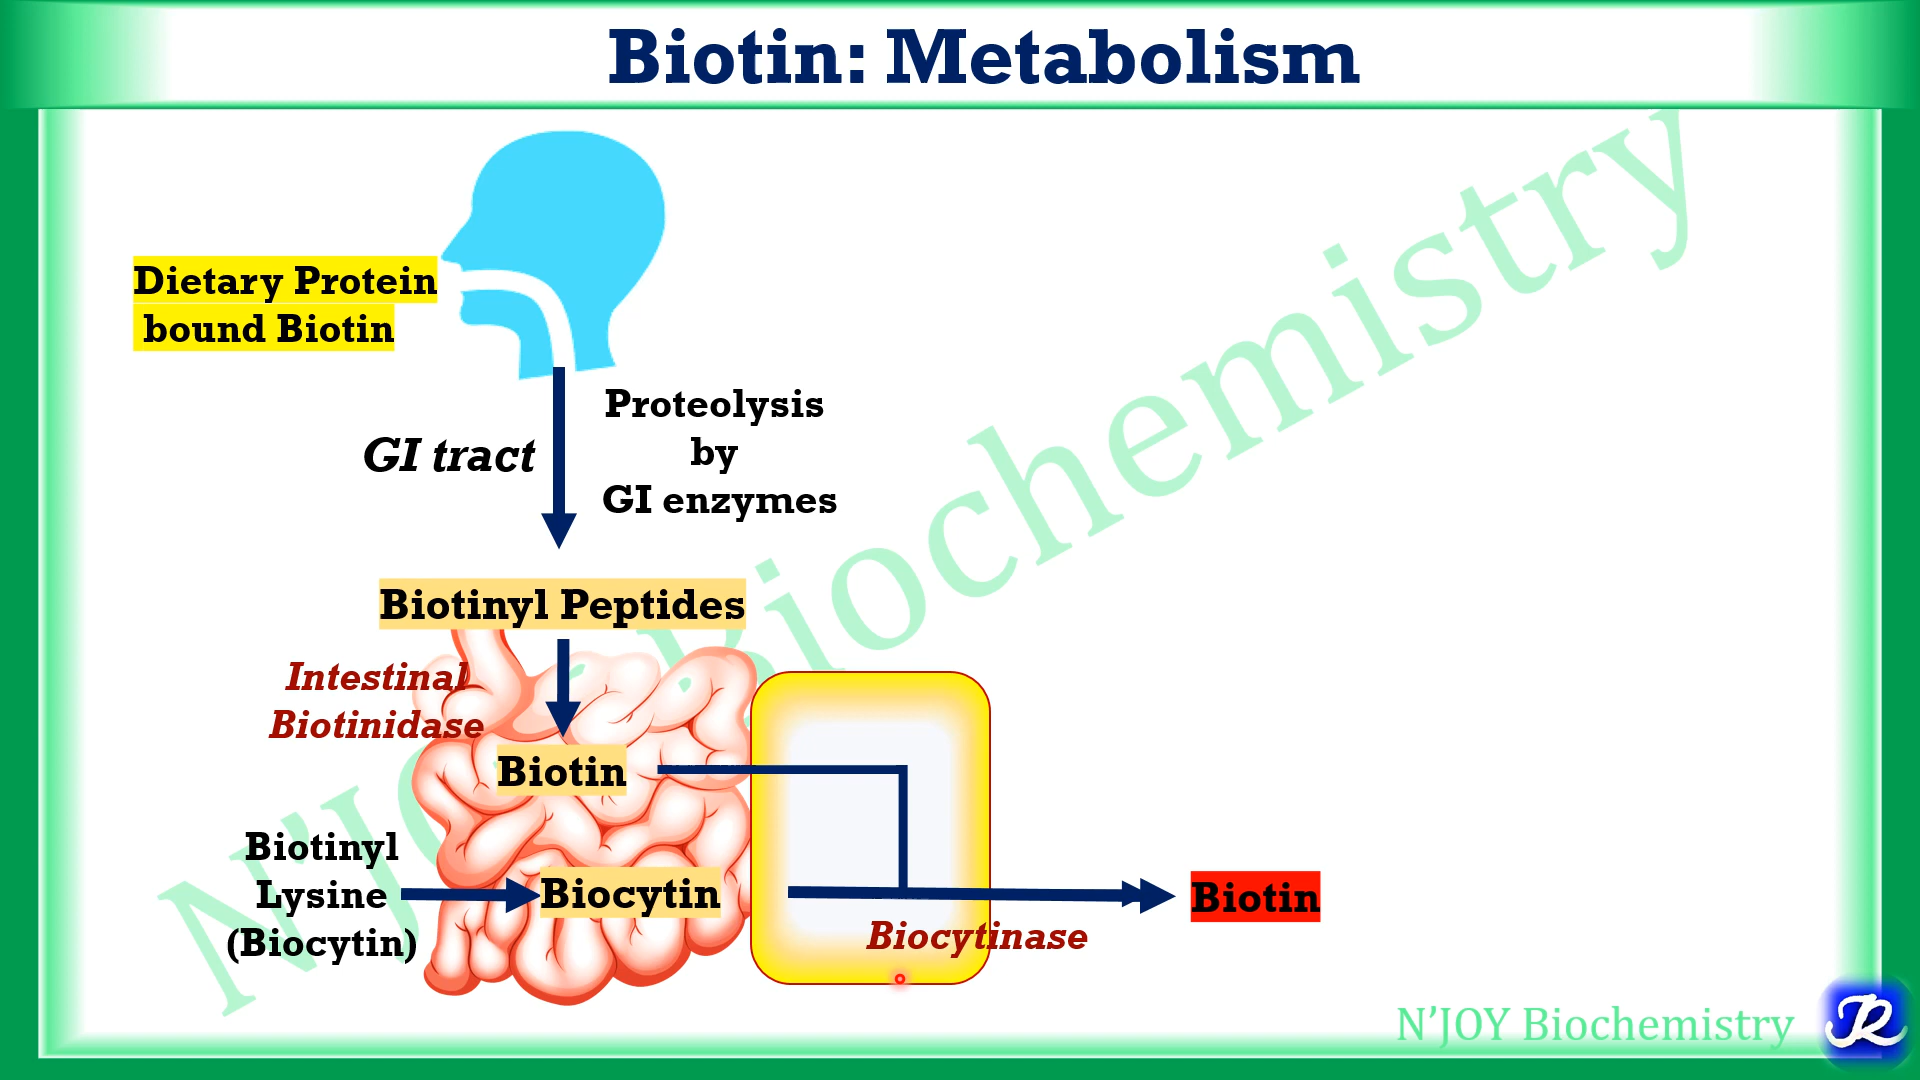 Biotin: Metabolism
Dietary Protein
bound Biotin
GI tract
Proteolysis
by
GI enzymes
Biotinyl Peptides
Intestinal
Biotinidase
Biotin
Biotinyl
Lysine
(Biocytin)
Biocytin
Biocytinase
Biotin
N'JOY Biochemistry
N'JOY Biochemistry